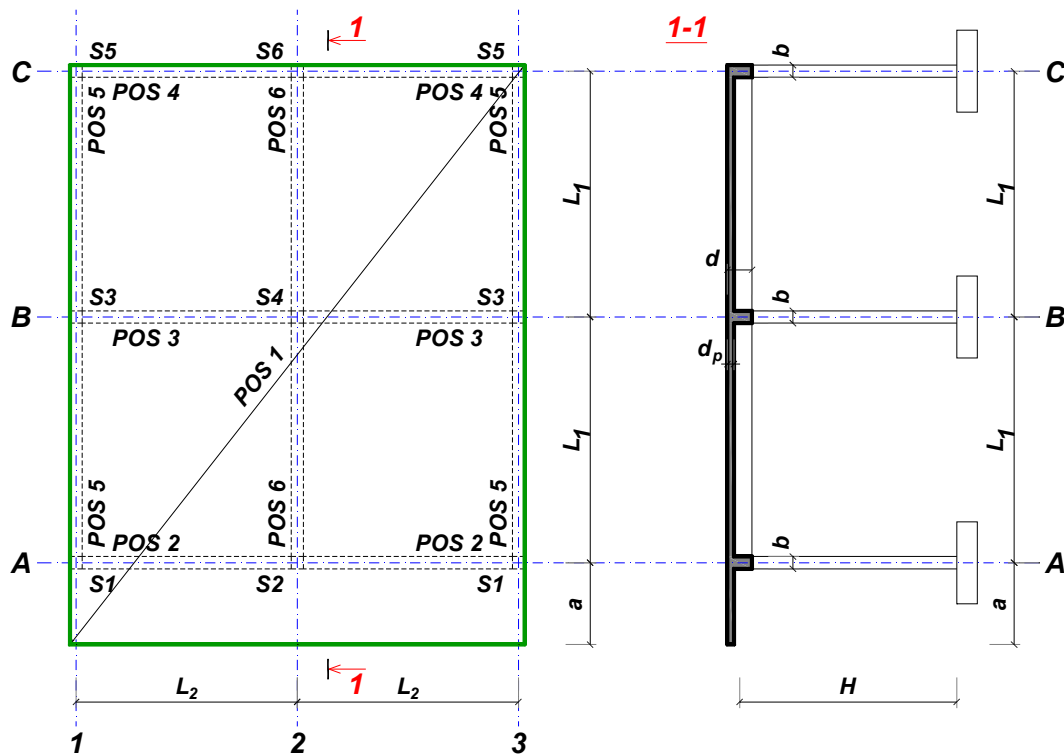 1
1-1
S5 S6 S5
C C
POS 4 POS 4
POS 5 POS 6 POS 5
b
L1 L1
d
S3 S4 S3
b
B B
POS 3 POS 3
dp
POS 1
L1 L1
POS 5 POS 6 POS 5
POS 2 POS 2
b
A A
S1 S2 S1
a a
1
L2 L2 H
1 2 3